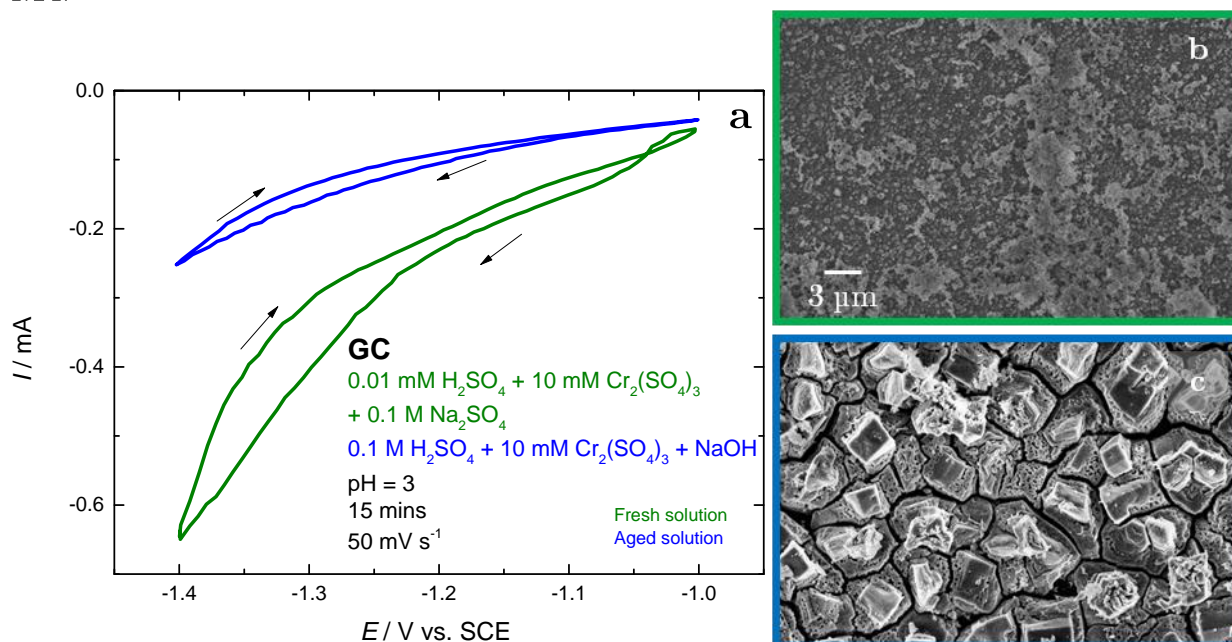 a
b
0.0
-0.2
-0.4
-0.6
I / mA
GC
0.01 mM H₂SO₄ + 10 mM Cr₂(SO₄)₃
+ 0.1 M Na₂SO₄
0.1 M H₂SO₄ + 10 mM Cr₂(SO₄)₃ + NaOH
pH = 3
15 mins
50 mV s⁻¹
Fresh solution
Aged solution
-1.4
-1.3
-1.2
-1.1
-1.0
E / V vs. SCE
3 µm
c